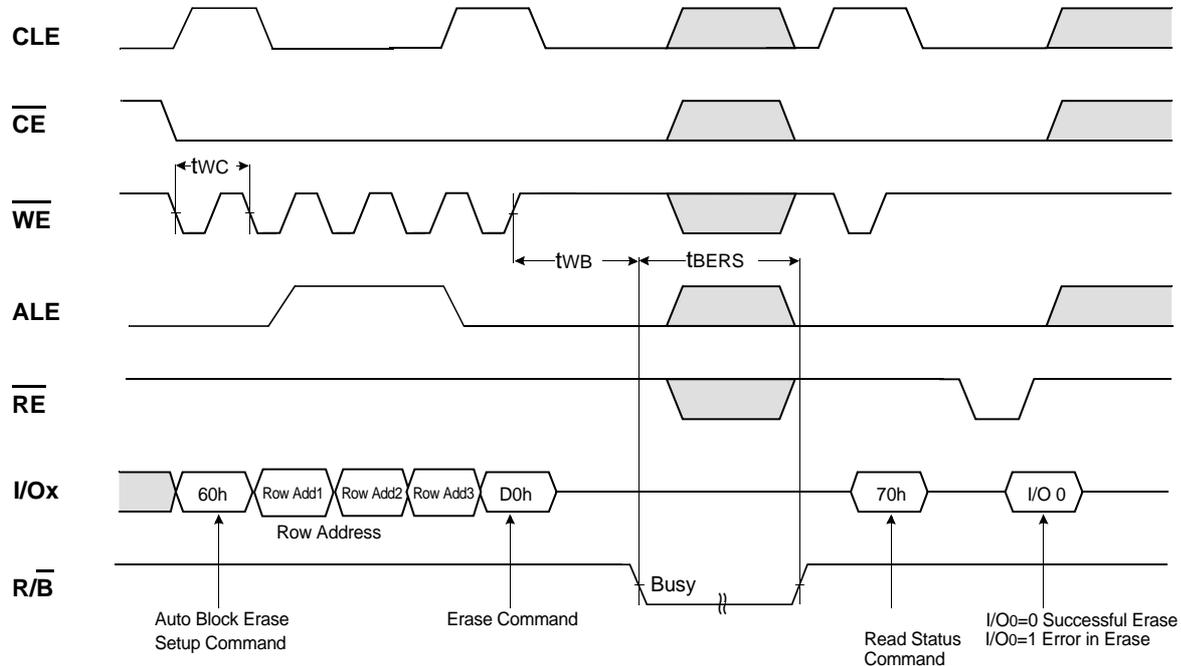 CLE
CE
tWC
WE
tWB
tBERS
ALE
RE
I/Ox
60h
Row Add1
Row Add2
Row Add3
D0h
70h
I/O 0
Row Address
R/B
Busy
Auto Block Erase
Setup Command
Erase Command
Read Status
Command
I/O0=0 Successful Erase
I/O0=1 Error in Erase